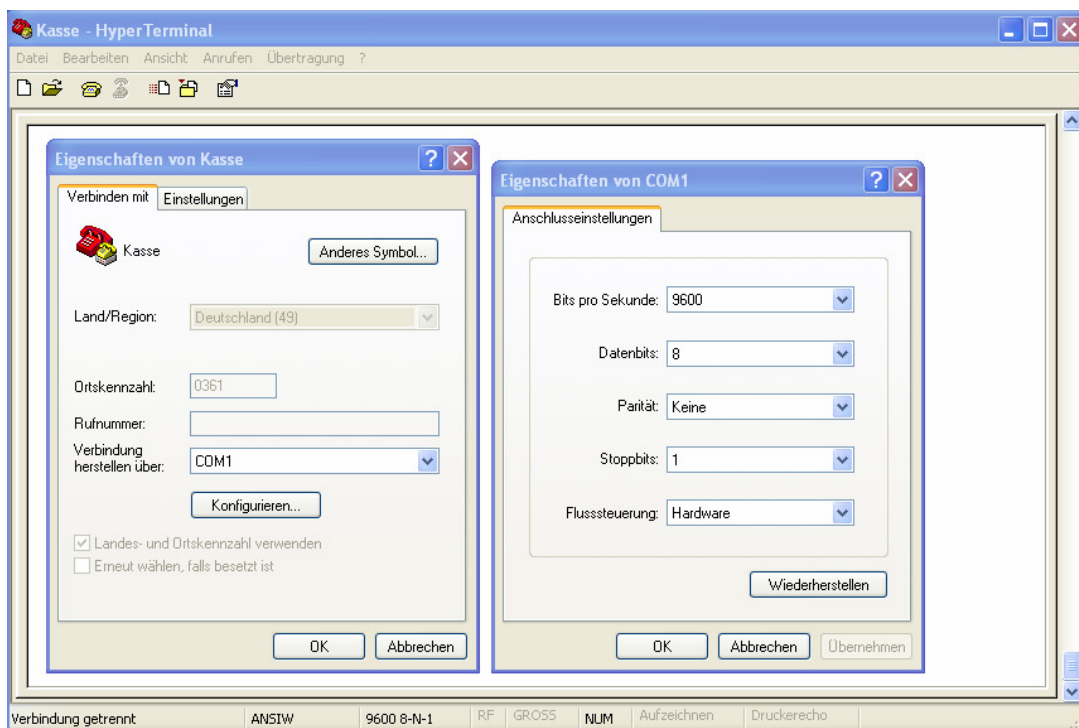 Kasse - HyperTerminal
Datei Bearbeiten Ansicht Anrufen Übertragung ?
Eigenschaften von Kasse
Verbinden mit Einstellungen
Kasse
Anderes Symbol...
Land/Region: Deutschland (49)
Ortskennzahl: 0361
Rufnummer:
Verbindung
herstellen über: COM1
Konfigurieren...
Landes- und Ortskennzahl verwenden
Erneut wählen, falls besetzt ist
OK Abbrechen
Eigenschaften von COM1
Anschlusseinstellungen
Bits pro Sekunde: 9600
Datenbits: 8
Parität: Keine
Stoppbits: 1
Flusssteuerung: Hardware
Wiederherstellen
OK Abbrechen Übernehmen
Verbindung getrennt ANSIW 9600 8-N-1 RF GROSS NUM Aufzeichnen Druckerecho